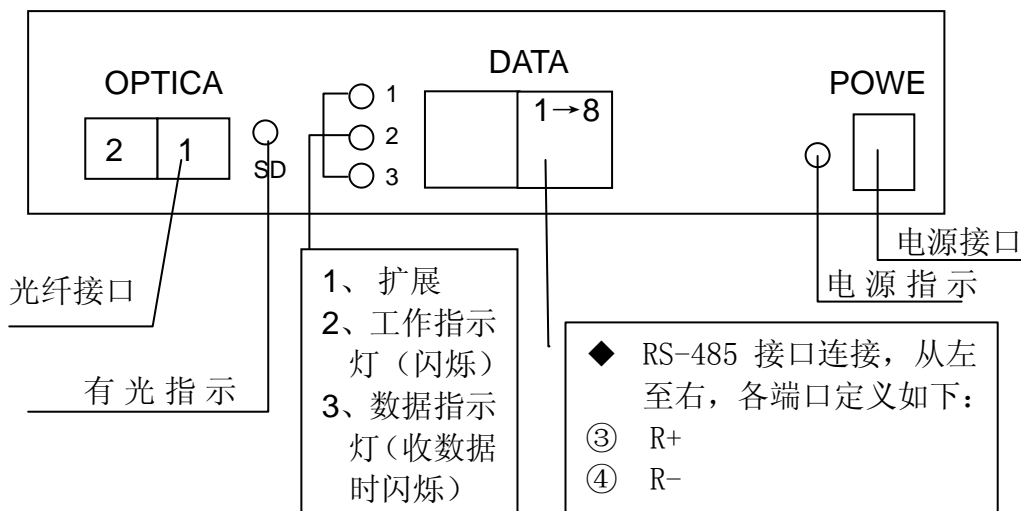 DATA
OPTICA
POWE
1
1→8
2
1
2
SD
3
电源接口
光纤接口
电源指示
1、扩展
2、工作指示
灯（闪烁）
3、数据指示
灯（收数据
时闪烁）
有光指示
◆ RS-485 接口连接，从左
至右，各端口定义如下：
③ R+
④ R-